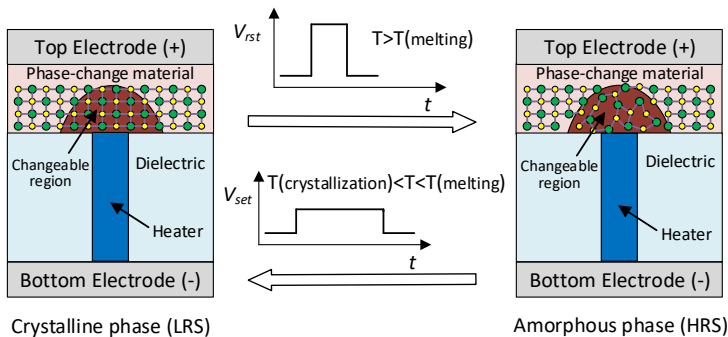 Top Electrode (+)
Phase-change material
Changeable
region
Dielectric
Heater
Bottom Electrode (-)
Crystalline phase (LRS)
V_rst
T>T(melting)
t
V_set
T(crystallization)<T<T(melting)
t
Top Electrode (+)
Phase-change material
Changeable
region
Dielectric
Heater
Bottom Electrode (-)
Amorphous phase (HRS)